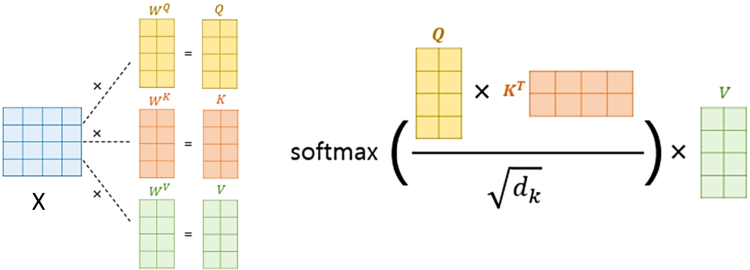 W^Q Q
× =
W^K K
× =
X
W^V V
× =
Q
× K^T
V
softmax ( ) ×
√d_k